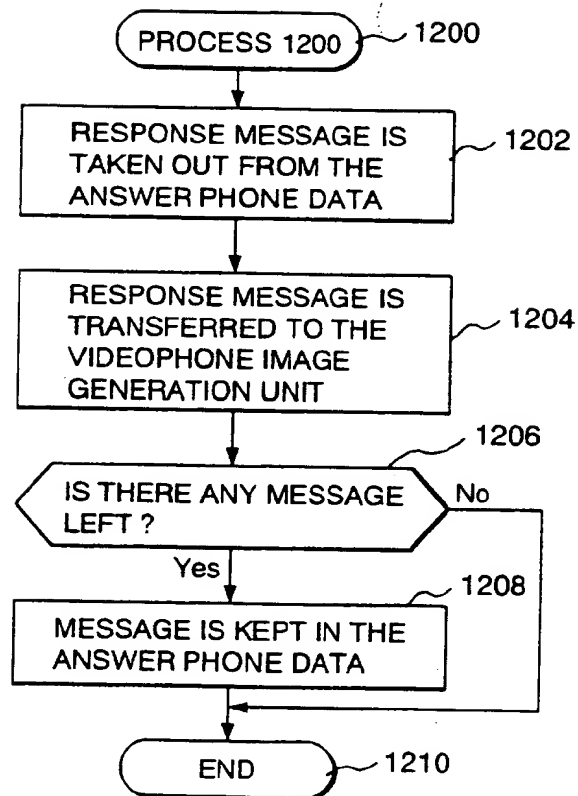 PROCESS 1200
1200
RESPONSE MESSAGE IS
TAKEN OUT FROM THE
ANSWER PHONE DATA
1202
RESPONSE MESSAGE IS
TRANSFERRED TO THE
VIDEOPHONE IMAGE
GENERATION UNIT
1204
1206
IS THERE ANY MESSAGE
LEFT ?
No
Yes
1208
MESSAGE IS KEPT IN THE
ANSWER PHONE DATA
END
1210